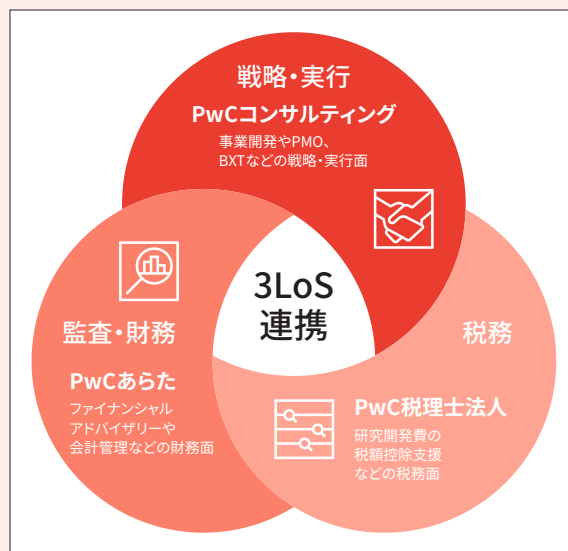 戦略・実行
PwCコンサルティング
事業開発やPMO、
BXTなどの戦略・実行面
3LoS
連携
監査・財務
PwCあらた
ファイナンシャル
アドバイザリーや
会計管理などの財務面
税務
PwC税理士法人
研究開発費の
税額控除支援
などの税務面